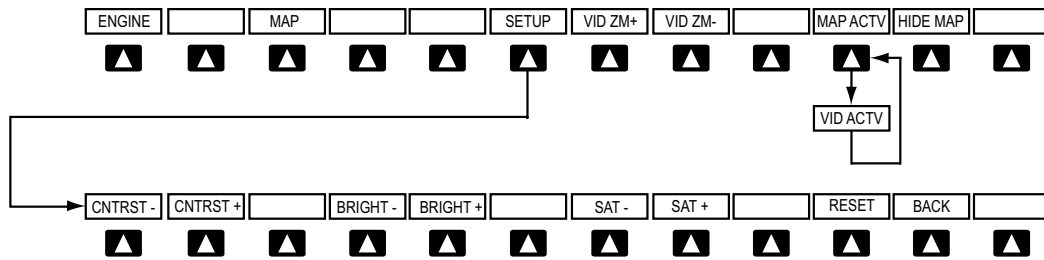 ENGINE MAP SETUP VID ZM+ VID ZM- MAP ACTV HIDE MAP
VID ACTV
CNTRST - CNTRST + BRIGHT - BRIGHT + SAT - SAT + RESET BACK